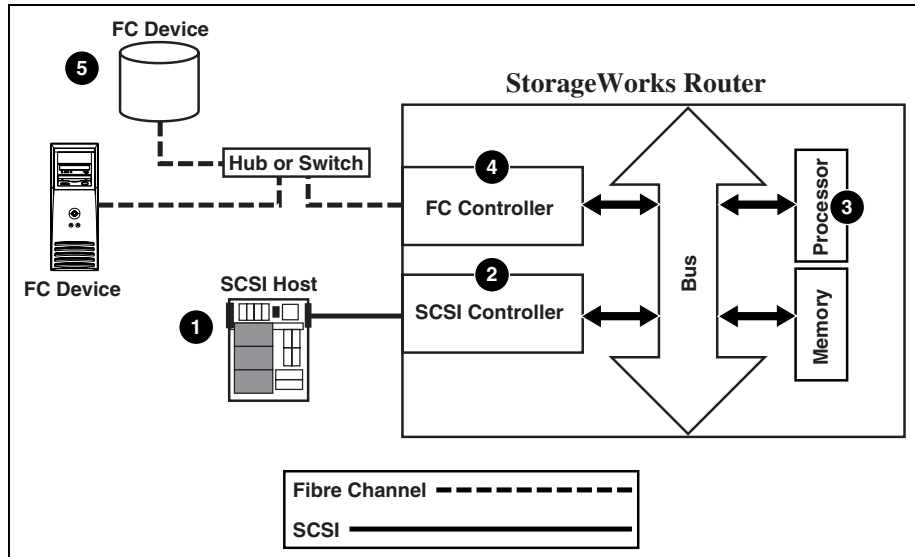 FC Device
5
StorageWorks Router
Hub or Switch
4
FC Controller
Processor
3
FC Device
SCSI Host
1
2
SCSI Controller
Bus
Memory
Fibre Channel
SCSI